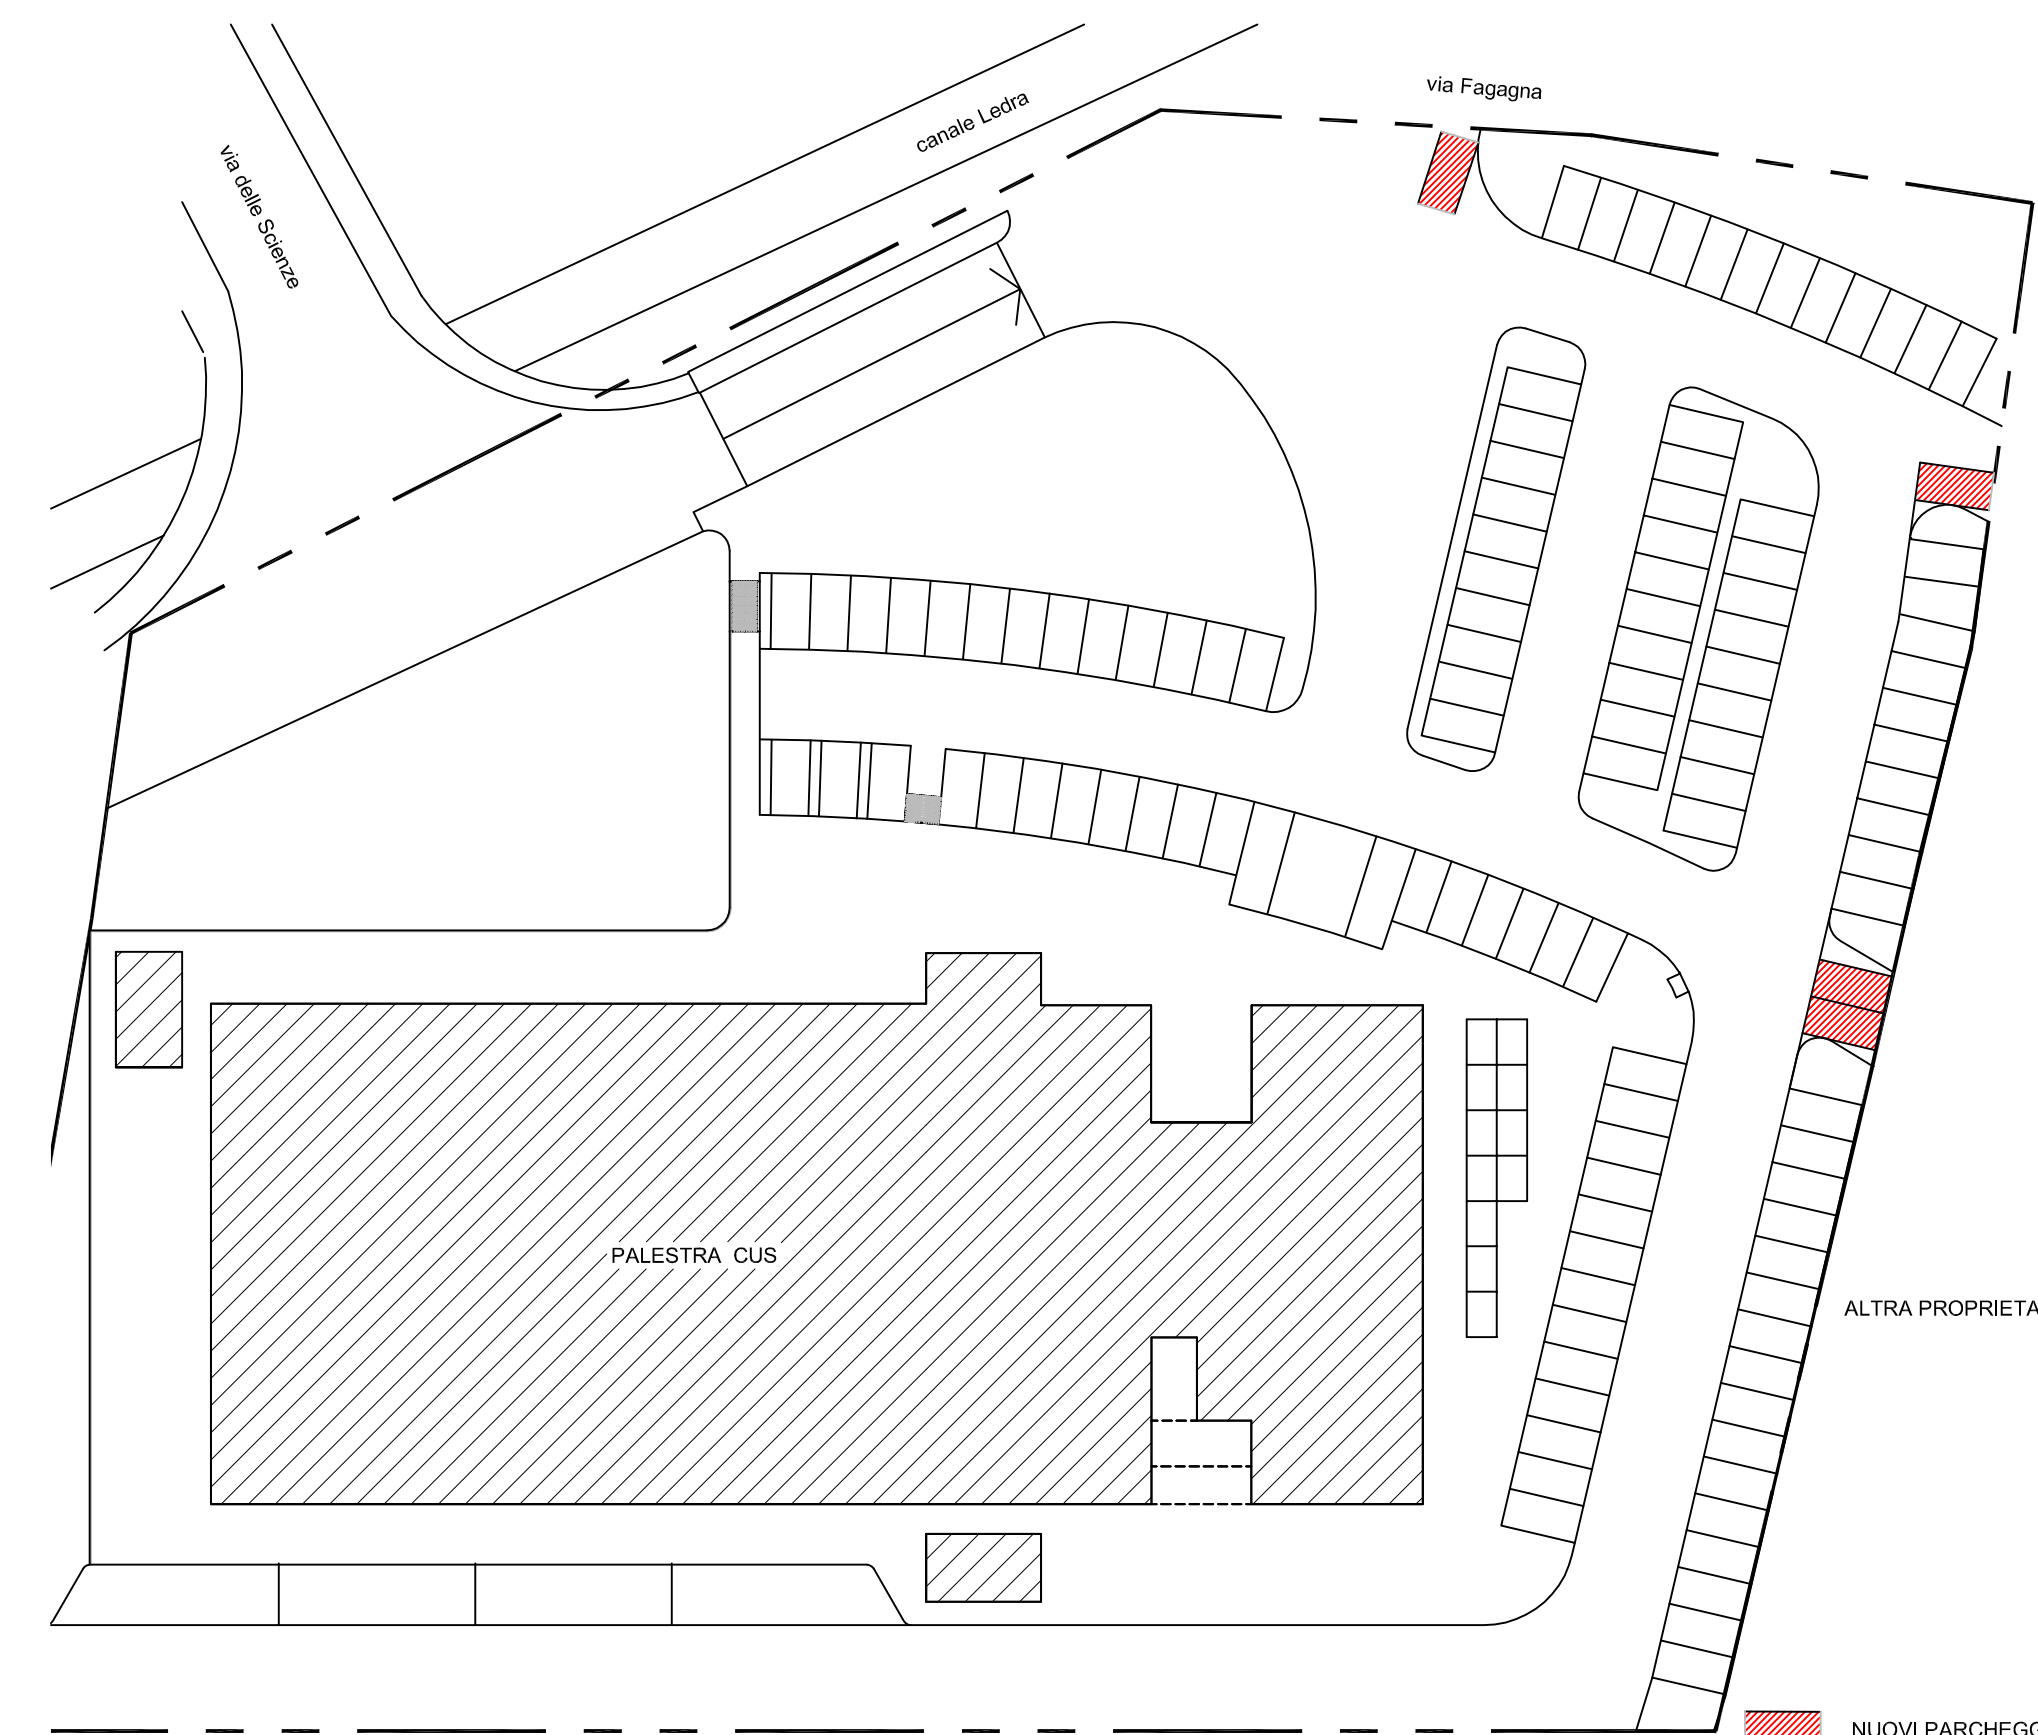 via Fagagna
canale Ledra
via delle Scienze
PALESTRA CUS
ALTRA PROPRIETA
NUOVI PARCHEGG